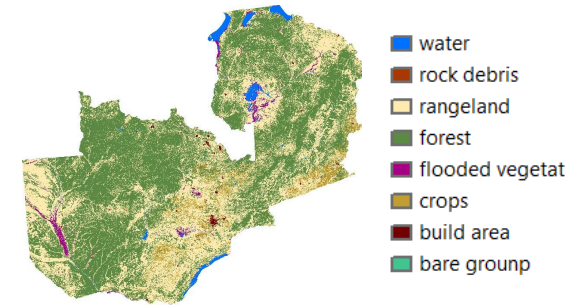 water
rock debris
rangeland
forest
flooded vegetat
crops
build area
bare grounp